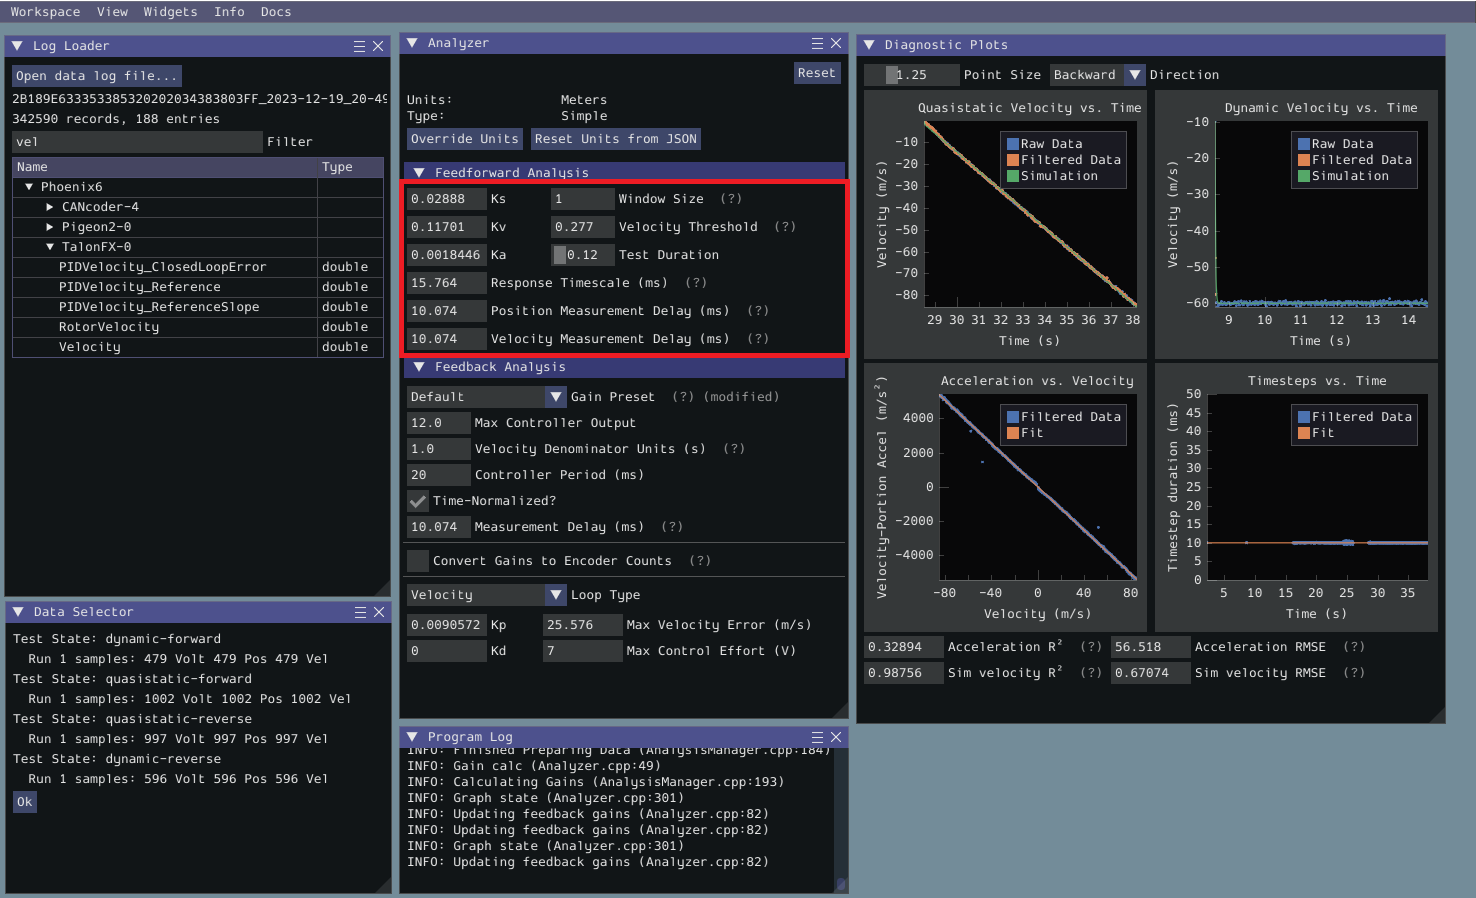 Workspace View Widgets Info Docs
Log Loader
Open data log file...
2B189E633353385320202034383803FF_2023-12-19_20-49
342590 records, 188 entries
vel Filter
Name Type
Phoenix6
CANcoder-4
Pigeon2-0
TalonFX-0
PIDVelocity_ClosedLoopError double
PIDVelocity_Reference double
PIDVelocity_ReferenceSlope double
RotorVelocity double
Velocity double
Data Selector
Test State: dynamic-forward
Run 1 samples: 479 Volt 479 Pos 479 Vel
Test State: quasistatic-forward
Run 1 samples: 1002 Volt 1002 Pos 1002 Vel
Test State: quasistatic-reverse
Run 1 samples: 997 Volt 997 Pos 997 Vel
Test State: dynamic-reverse
Run 1 samples: 596 Volt 596 Pos 596 Vel
Ok
Analyzer
Reset
Units: Meters
Type: Simple
Override Units Reset Units from JSON
Feedforward Analysis
0.02888 Ks 1 Window Size (?)
0.11701 Kv 0.277 Velocity Threshold (?)
0.0018446 Ka 0.12 Test Duration
15.764 Response Timescale (ms) (?)
10.074 Position Measurement Delay (ms) (?)
10.074 Velocity Measurement Delay (ms) (?)
Feedback Analysis
Default Gain Preset (?) (modified)
12.0 Max Controller Output
1.0 Velocity Denominator Units (s) (?)
20 Controller Period (ms)
Time-Normalized?
10.074 Measurement Delay (ms) (?)
Convert Gains to Encoder Counts (?)
Velocity Loop Type
0.0090572 Kp 25.576 Max Velocity Error (m/s)
0 Kd 7 Max Control Effort (V)
Program Log
INFO: Finished Preparing Data (AnalysisManager.cpp:184)
INFO: Gain calc (Analyzer.cpp:49)
INFO: Calculating Gains (AnalysisManager.cpp:193)
INFO: Graph state (Analyzer.cpp:301)
INFO: Updating feedback gains (Analyzer.cpp:82)
INFO: Updating feedback gains (Analyzer.cpp:82)
INFO: Graph state (Analyzer.cpp:301)
INFO: Updating feedback gains (Analyzer.cpp:82)
Diagnostic Plots
1.25 Point Size Backward Direction
Quasistatic Velocity vs. Time
Raw Data
Filtered Data
Simulation
Velocity (m/s)
-10
-20
-30
-40
-50
-60
-70
-80
29 30 31 32 33 34 35 36 37 38
Time (s)
Dynamic Velocity vs. Time
Raw Data
Filtered Data
Simulation
Velocity (m/s)
-10
-20
-30
-40
-50
-60
9 10 11 12 13 14
Time (s)
Acceleration vs. Velocity
Filtered Data
Fit
Velocity-Portion Accel (m/s²)
4000
2000
0
-2000
-4000
-80 -40 0 40 80
Velocity (m/s)
Timesteps vs. Time
Filtered Data
Fit
Timestep duration (ms)
50
45
40
35
30
25
20
15
10
5
0
5 10 15 20 25 30 35
Time (s)
0.32894 Acceleration R² (?) 56.518 Acceleration RMSE (?)
0.98756 Sim velocity R² (?) 0.67074 Sim velocity RMSE (?)